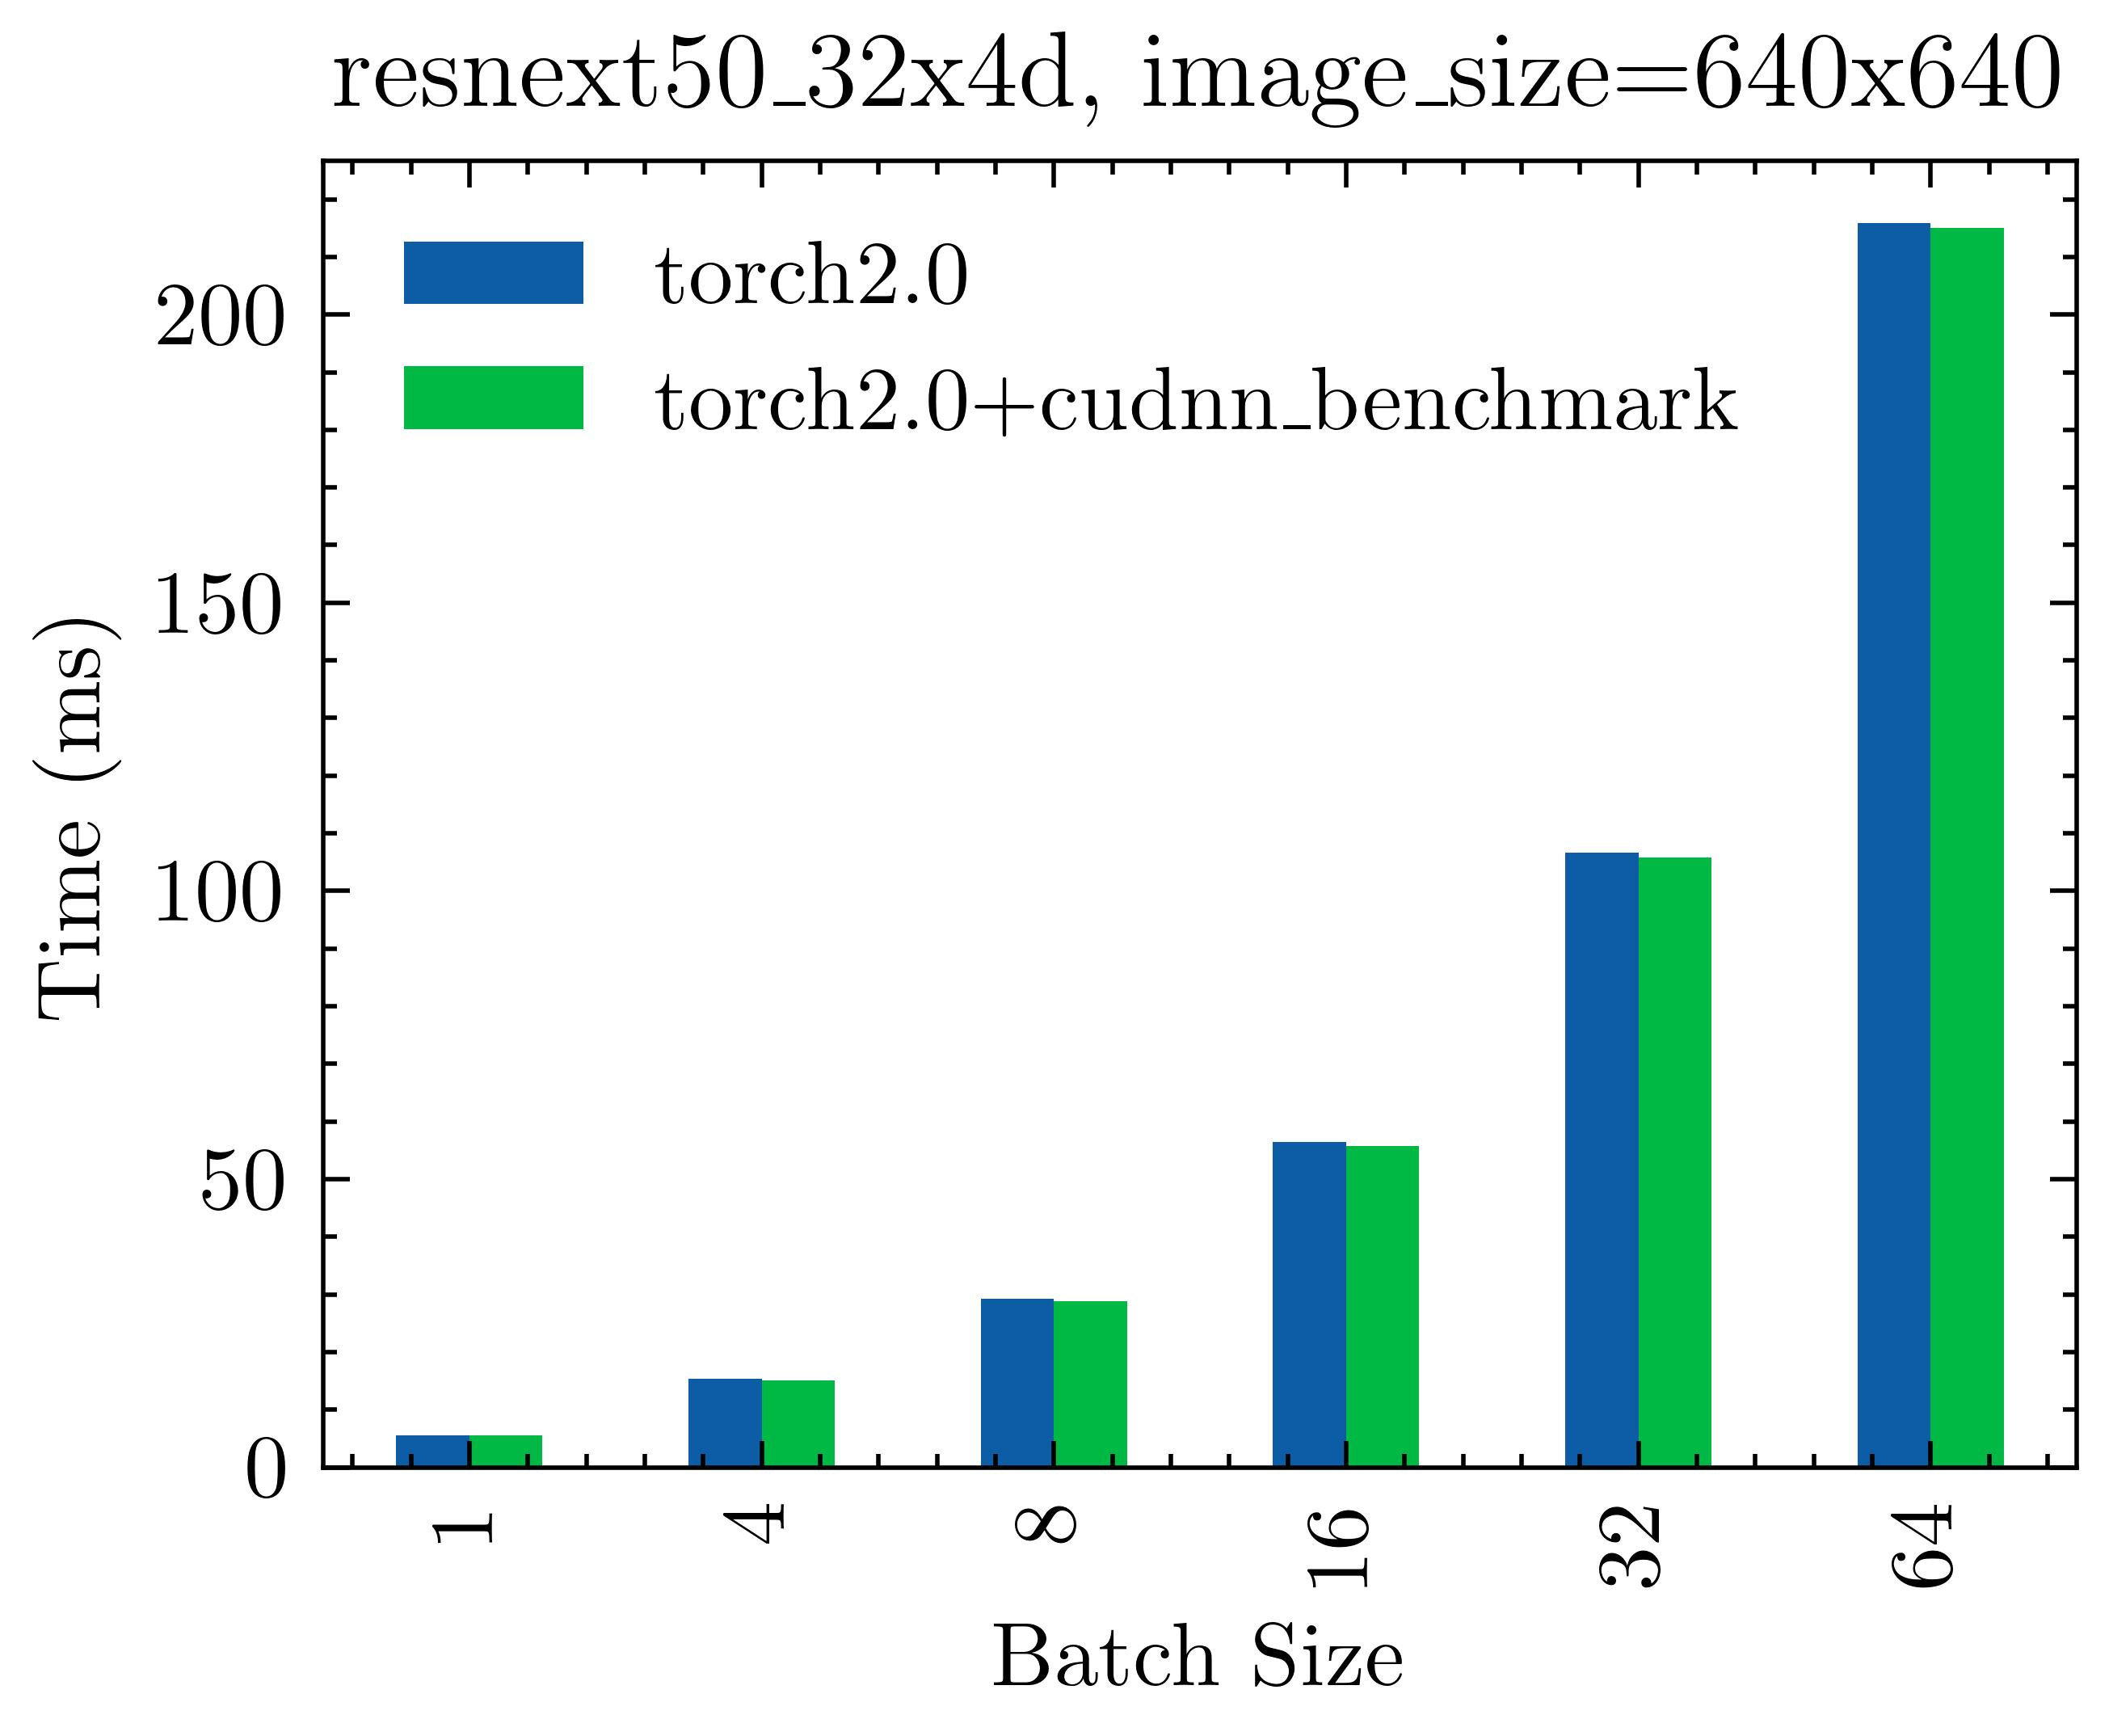 resnext50_32x4d, image_size=640x640
torch2.0
torch2.0+cudnn_benchmark
200
150
100
50
0
Time (ms)
1
4
8
16
32
64
Batch Size